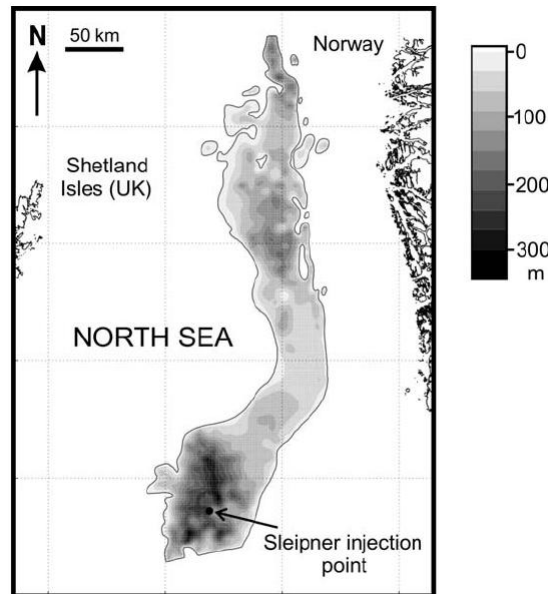 N
50 km
Norway
Shetland
Isles (UK)
NORTH SEA
Sleipner injection
point
0
100
200
300
m